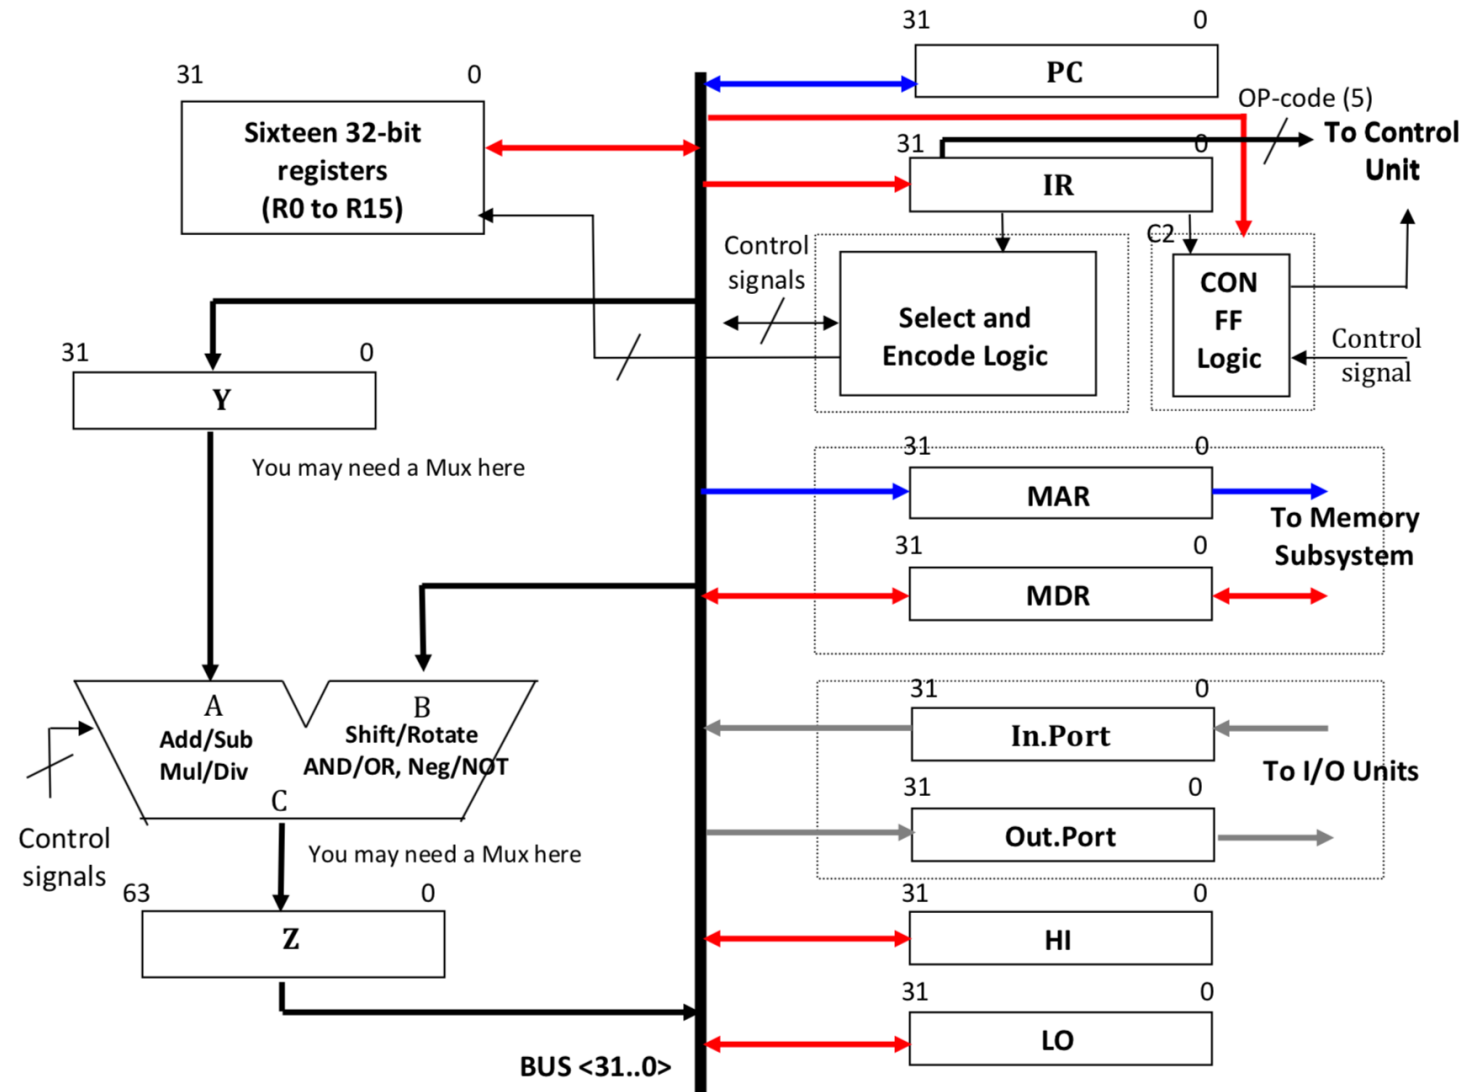 31 0
PC
OP-code (5)
To Control
Unit
31 0
Sixteen 32-bit
registers
(R0 to R15)
31 0
IR
C2
Control
signals
Select and
Encode Logic
CON
FF
Logic
Control
signal
31 0
Y
You may need a Mux here
31 0
MAR
To Memory
Subsystem
31 0
MDR
A
Add/Sub
Mul/Div
B
Shift/Rotate
AND/OR, Neg/NOT
C
Control
signals
31 0
In.Port
To I/O Units
31 0
Out.Port
You may need a Mux here
63 0
Z
31 0
HI
31 0
LO
BUS <31..0>